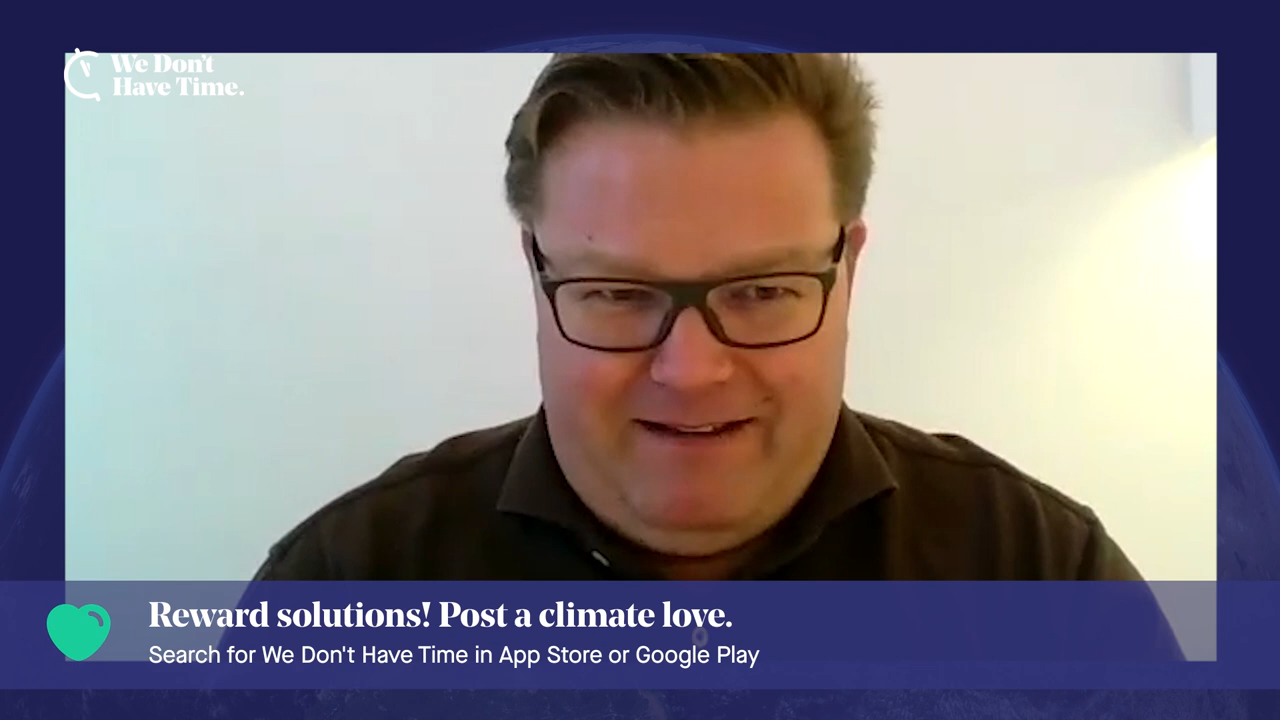 We Don't
Have Time.
Reward solutions! Post a climate love.
Search for We Don't Have Time in App Store or Google Play